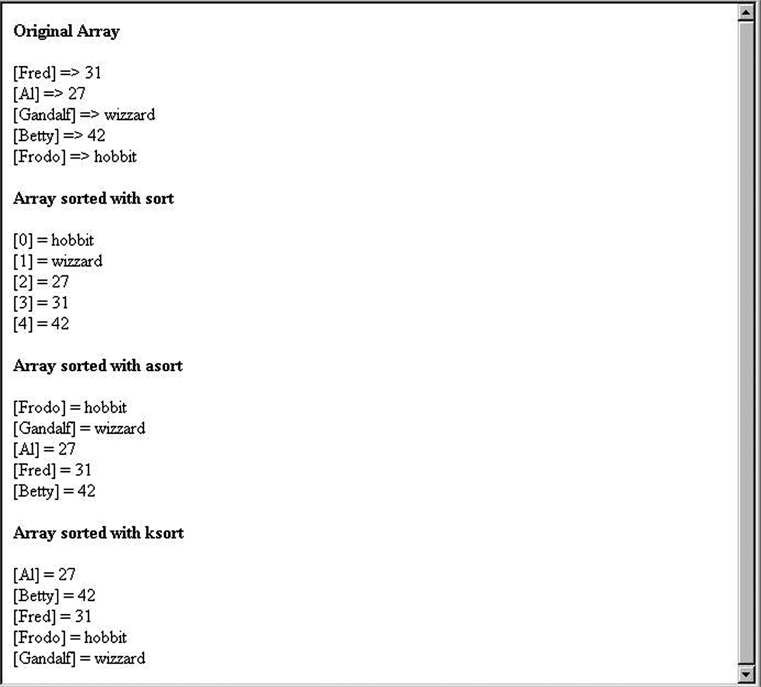 Original Array
[Fred] => 31
[Al] => 27
[Gandalf] => wizzard
[Betty] => 42
[Frodo] => hobbit
Array sorted with sort
[0] = hobbit
[1] = wizzard
[2] = 27
[3] = 31
[4] = 42
Array sorted with asort
[Frodo] = hobbit
[Gandalf] = wizzard
[Al] = 27
[Fred] = 31
[Betty] = 42
Array sorted with ksort
[Al] = 27
[Betty] = 42
[Fred] = 31
[Frodo] = hobbit
[Gandalf] = wizzard